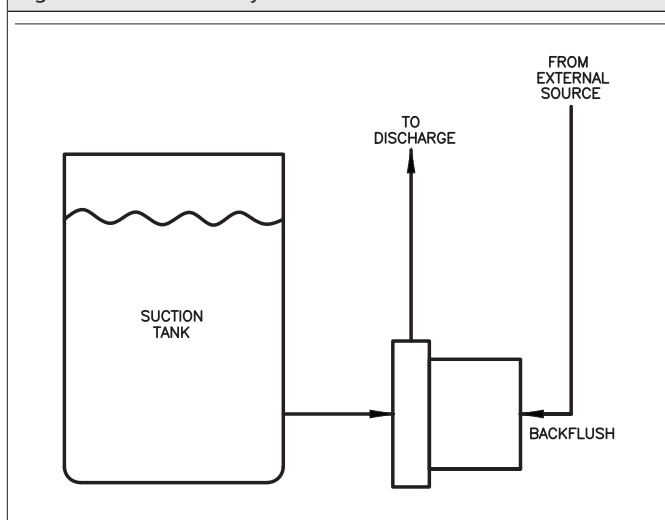 FROM
EXTERNAL
SOURCE
TO
DISCHARGE
SUCTION
TANK
BACKFLUSH